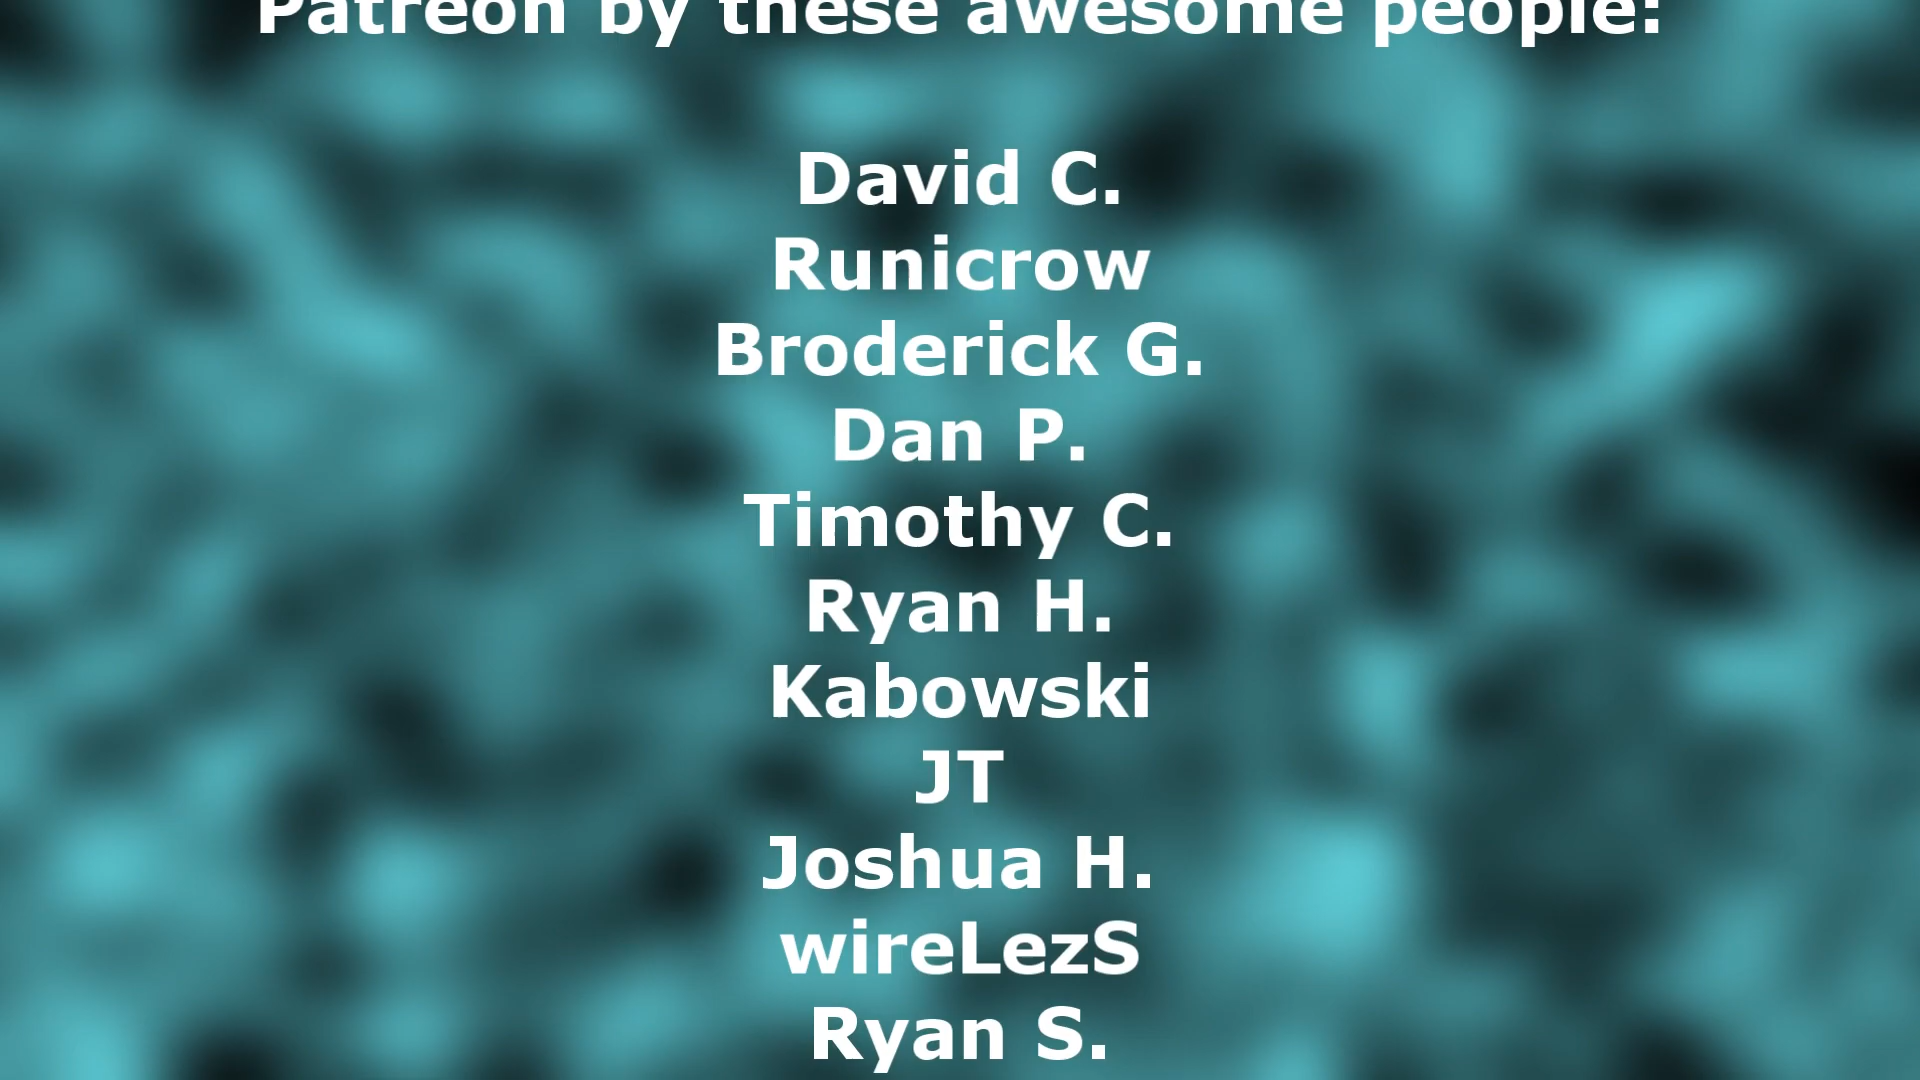 Patreon by these awesome people:
David C.
Runicrow
Broderick G.
Dan P.
Timothy C.
Ryan H.
Kabowski
JT
Joshua H.
wireLezS
Ryan S.